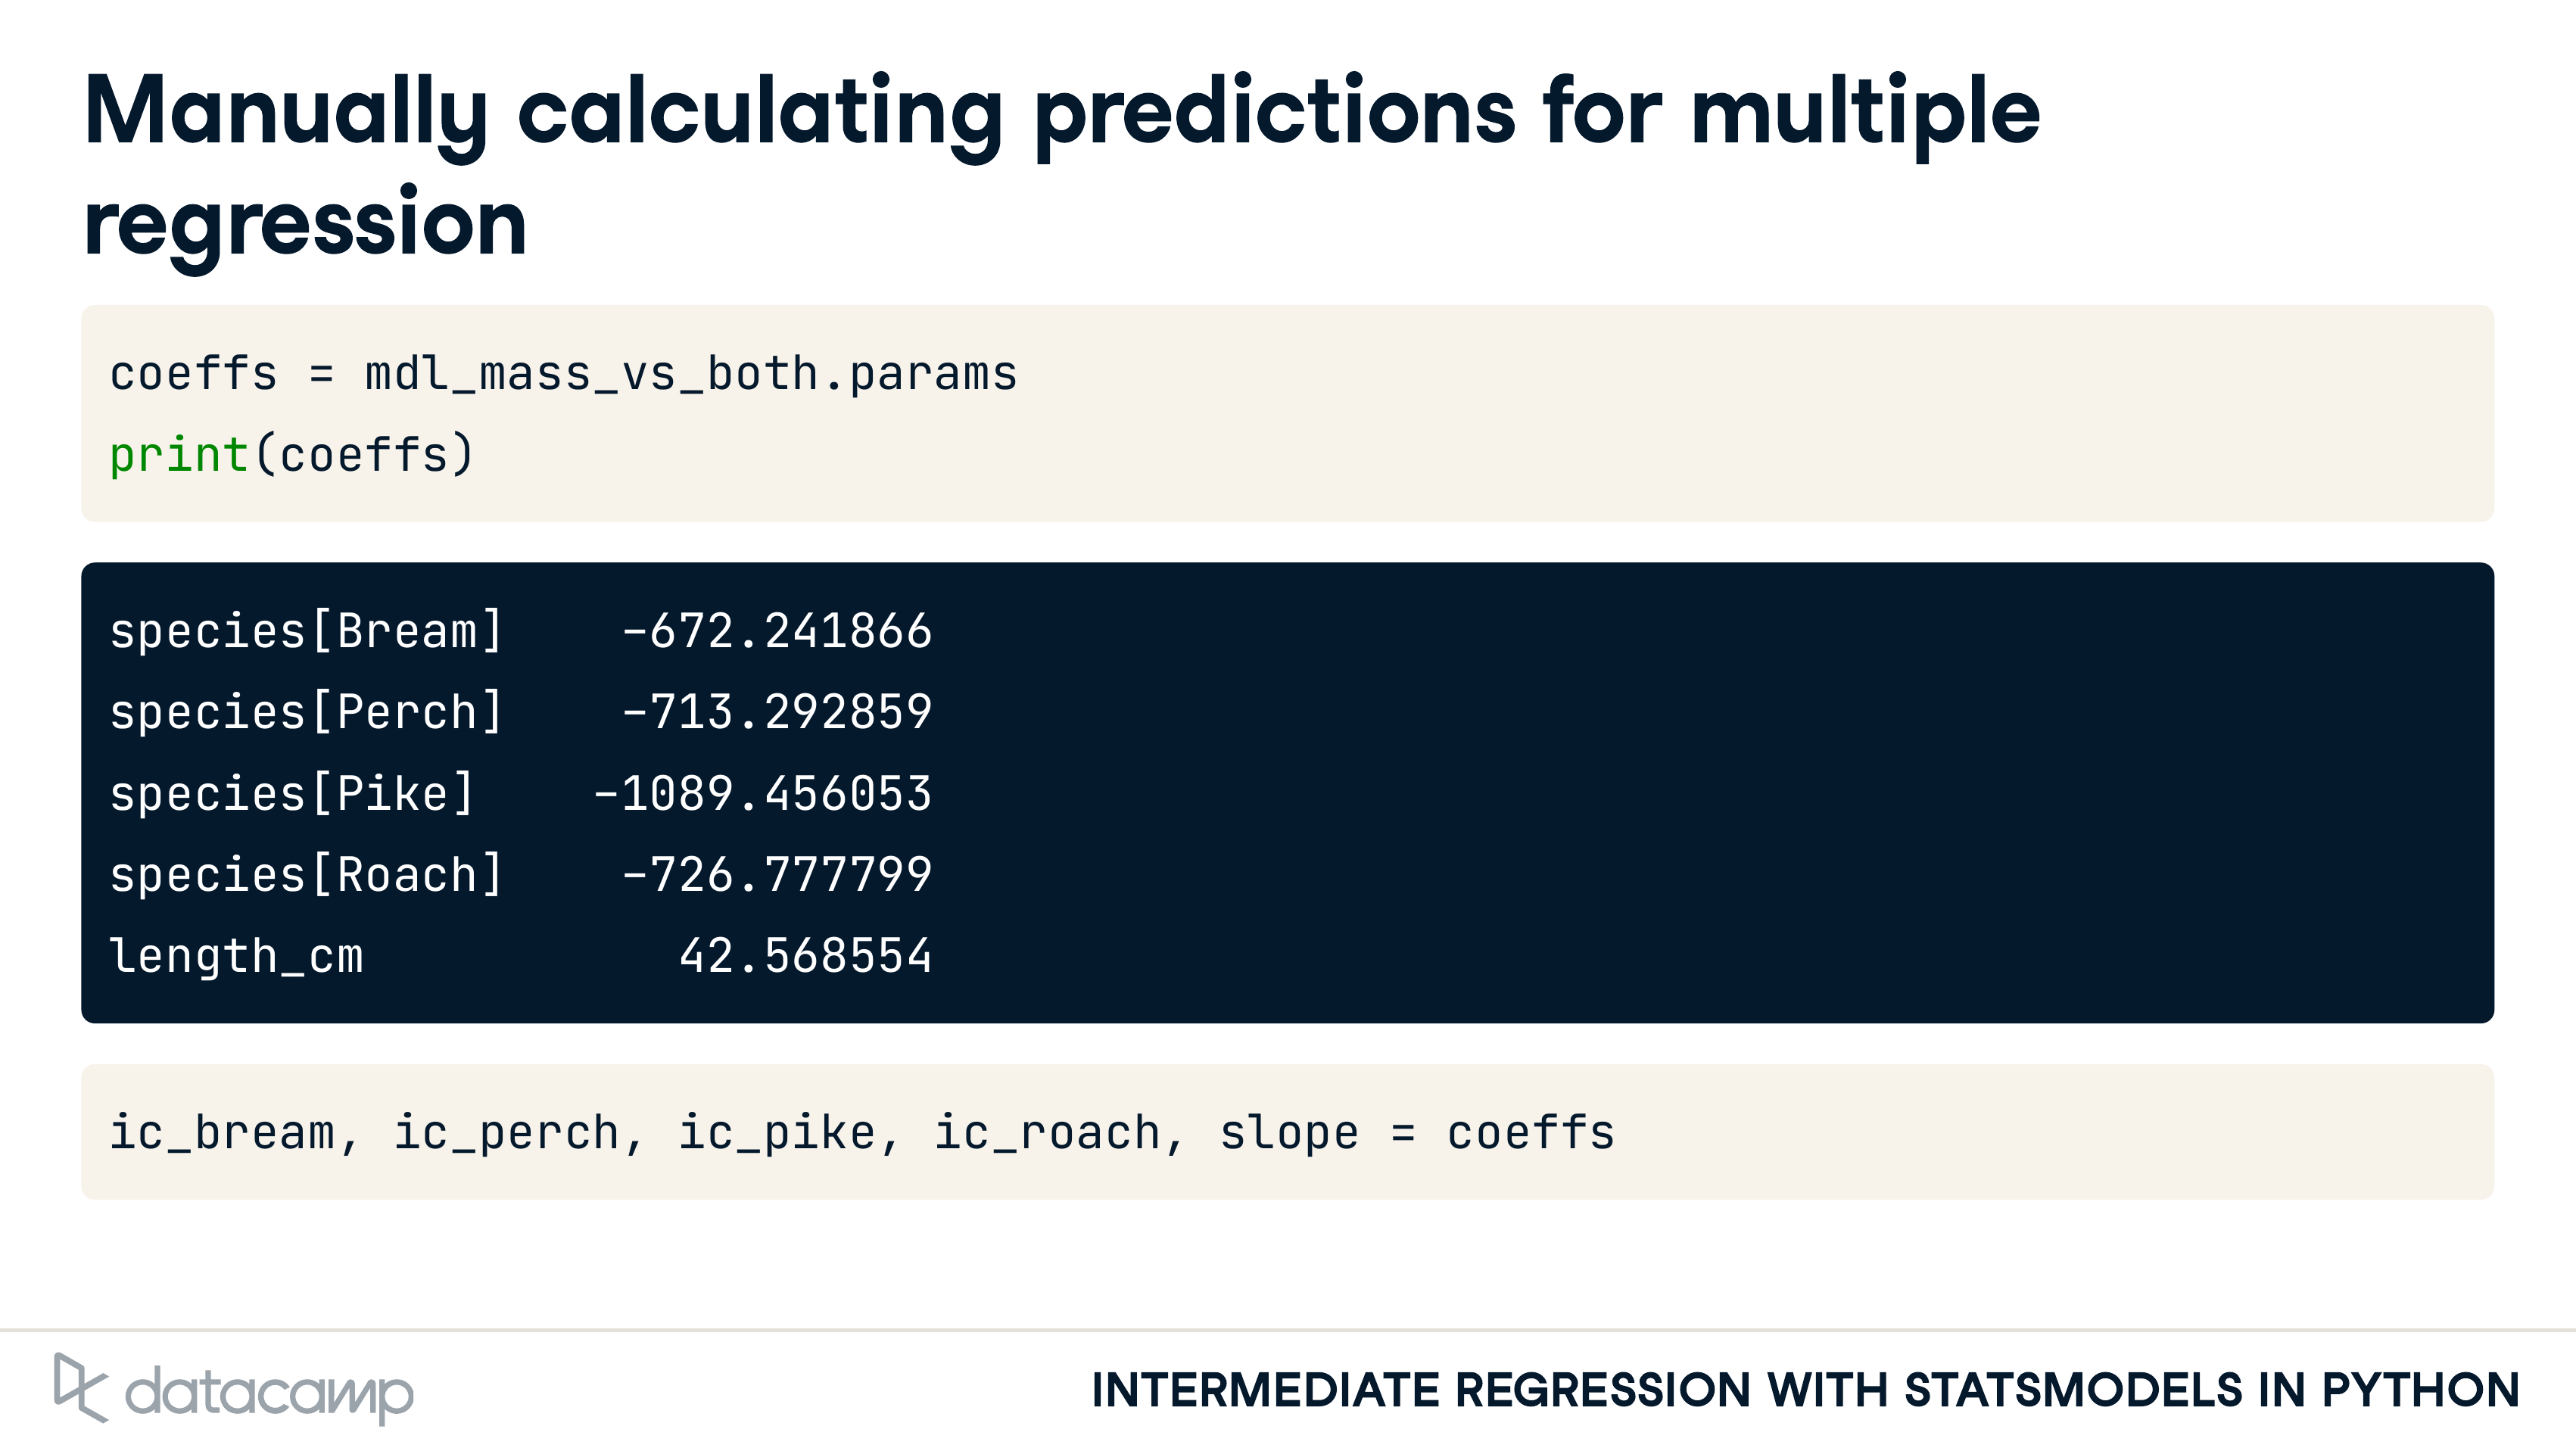 Manually calculating predictions for multiple
regression
coeffs = mdl_mass_vs_both.params
print(coeffs)
species[Bream]    -672.241866
species[Perch]    -713.292859
species[Pike]    -1089.456053
species[Roach]    -726.777799
length_cm           42.568554
ic_bream, ic_perch, ic_pike, ic_roach, slope = coeffs
datacamp
INTERMEDIATE REGRESSION WITH STATSMODELS IN PYTHON